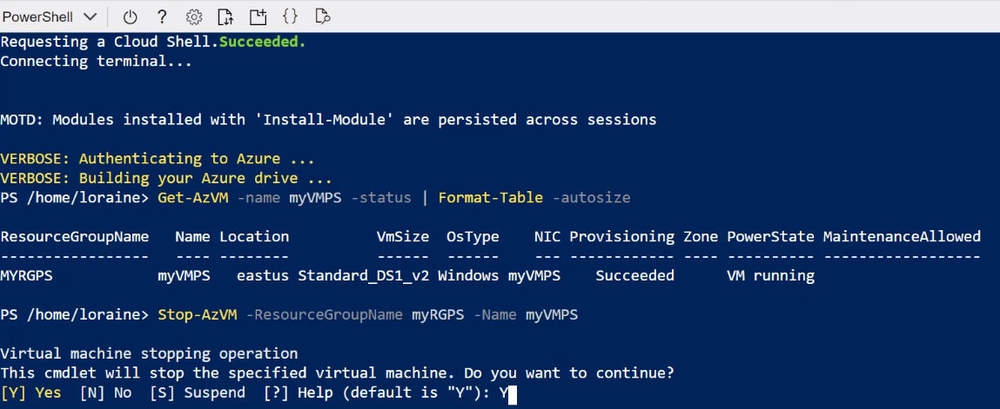 PowerShell
Requesting a Cloud Shell.Succeeded.
Connecting terminal...
MOTD: Modules installed with 'Install-Module' are persisted across sessions
VERBOSE: Authenticating to Azure ...
VERBOSE: Building your Azure drive ...
PS /home/loraine> Get-AzVM -name myVMPS -status | Format-Table -autosize
ResourceGroupName   Name Location          VmSize  OsType    NIC Provisioning Zone PowerState MaintenanceAllowed
-----------------   ---- --------          ------  ------    --- ------------ ---- ---------- ------------------
MYRGPS            myVMPS   eastus Standard_DS1_v2 Windows myVMPS    Succeeded      VM running
PS /home/loraine> Stop-AzVM -ResourceGroupName myRGPS -Name myVMPS
Virtual machine stopping operation
This cmdlet will stop the specified virtual machine. Do you want to continue?
[Y] Yes  [N] No  [S] Suspend  [?] Help (default is "Y"): Y